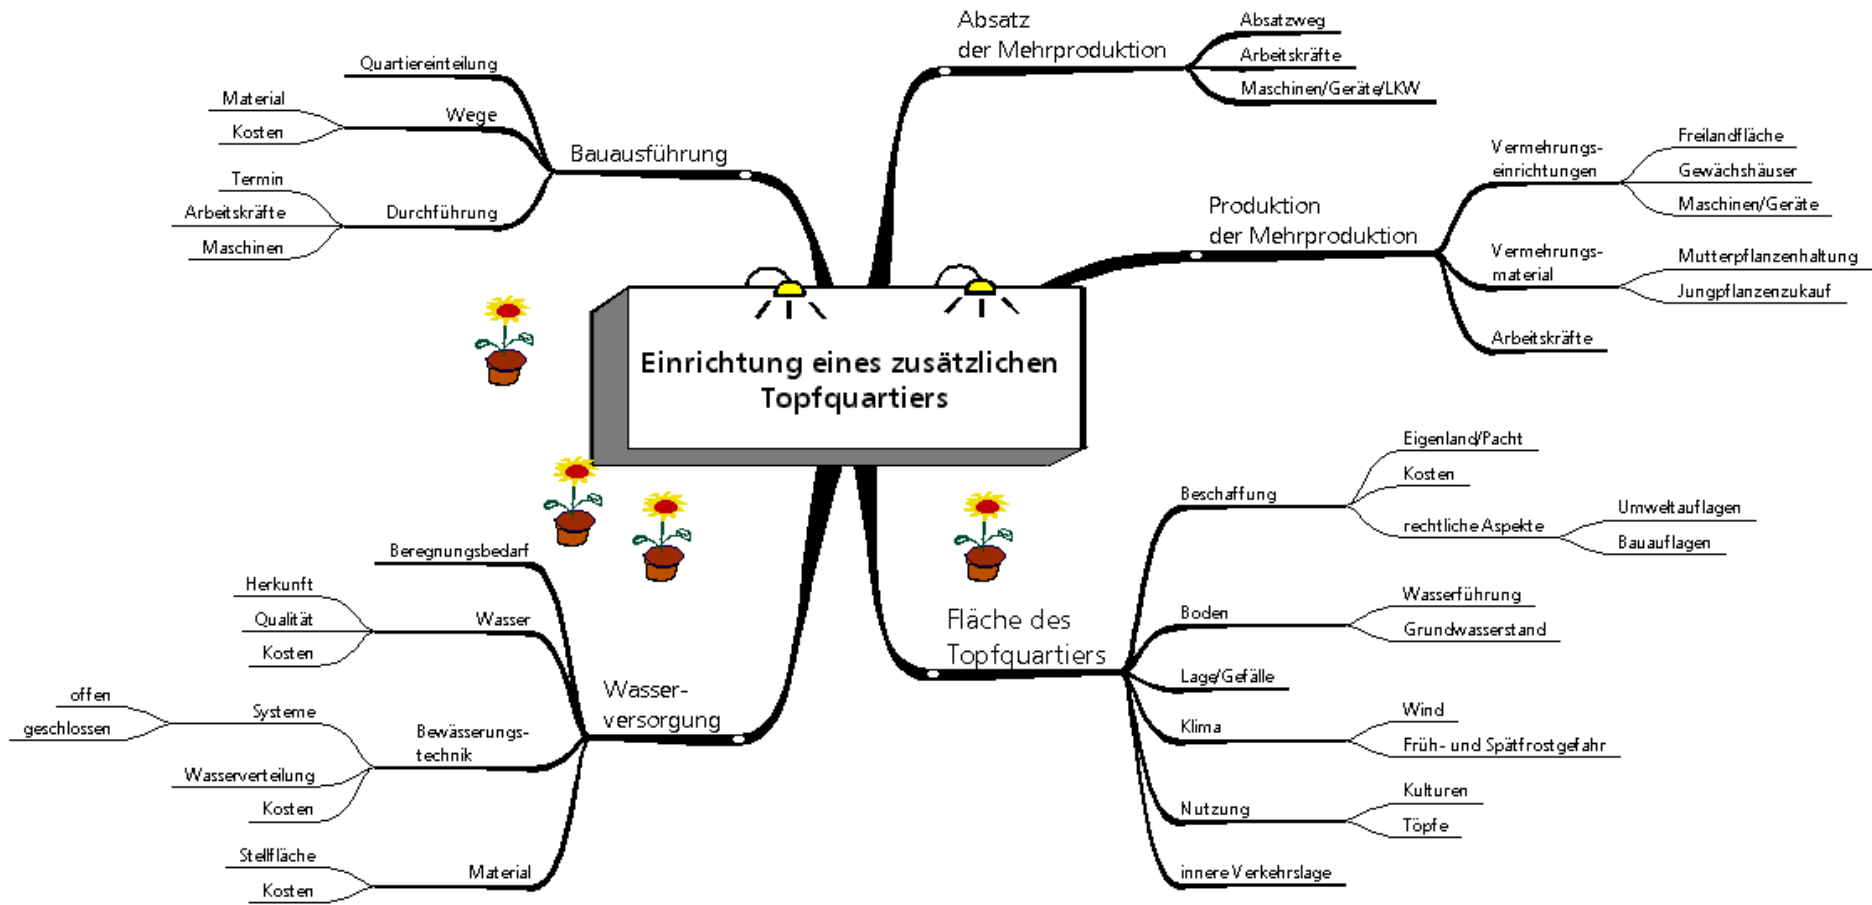 Einrichtung eines zusätzlichen
Topfquartiers
Absatz
der Mehrproduktion
Absatzweg
Arbeitskräfte
Maschinen/Geräte/LKW
Produktion
der Mehrproduktion
Vermehrungs-
einrichtungen
Freilandfläche
Gewächshäuser
Maschinen/Geräte
Vermehrungs-
material
Mutterpflanzenhaltung
Jungpflanzenzukauf
Arbeitskräfte
Fläche des
Topfquartiers
Beschaffung
Eigenland/Pacht
Kosten
rechtliche Aspekte
Umweltauflagen
Bauauflagen
Boden
Wasserführung
Grundwasserstand
Lage/Gefälle
Klima
Wind
Früh- und Spätfrostgefahr
Nutzung
Kulturen
Töpfe
innere Verkehrslage
Wasser-
versorgung
Beregnungsbedarf
Wasser
Herkunft
Qualität
Kosten
Bewässerungs-
technik
Systeme
offen
geschlossen
Wasserverteilung
Kosten
Material
Stellfläche
Kosten
Bauausführung
Quartiereinteilung
Wege
Material
Kosten
Durchführung
Termin
Arbeitskräfte
Maschinen